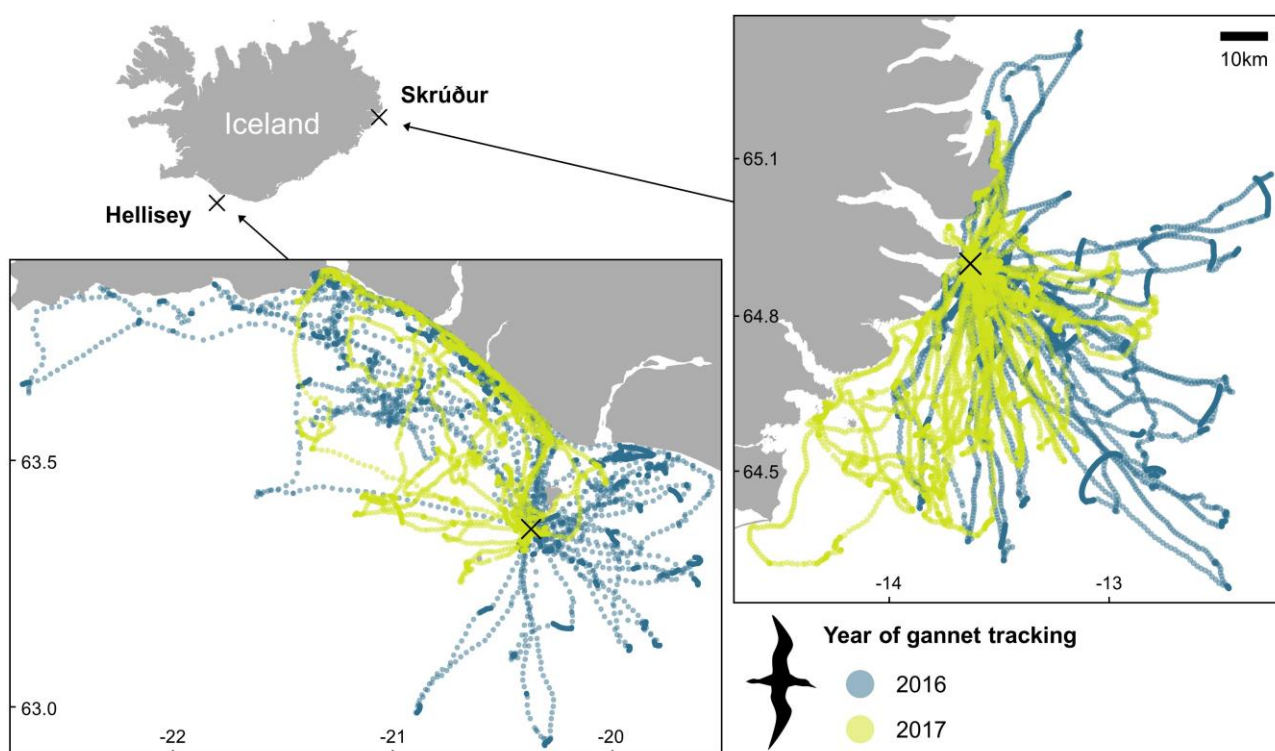 Iceland
Skrúður
Hellisey
63.5
63.0
-22
-21
-20
10km
65.1
64.8
64.5
-14
-13
Year of gannet tracking
2016
2017